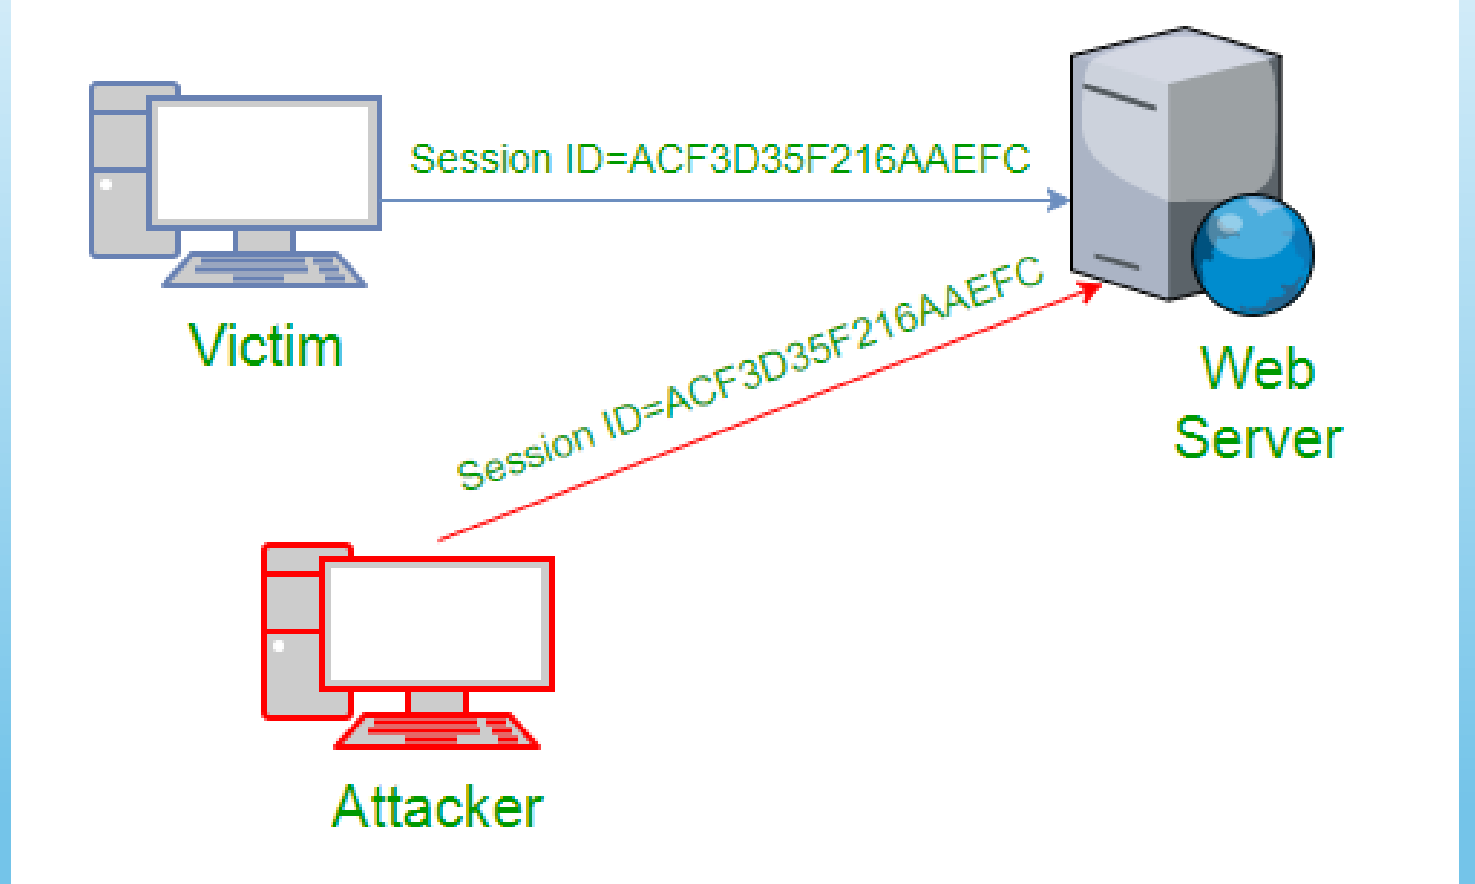 Session ID=ACF3D35F216AAEFC
Victim
Session ID=ACF3D35F216AAEFC
Web
Server
Attacker